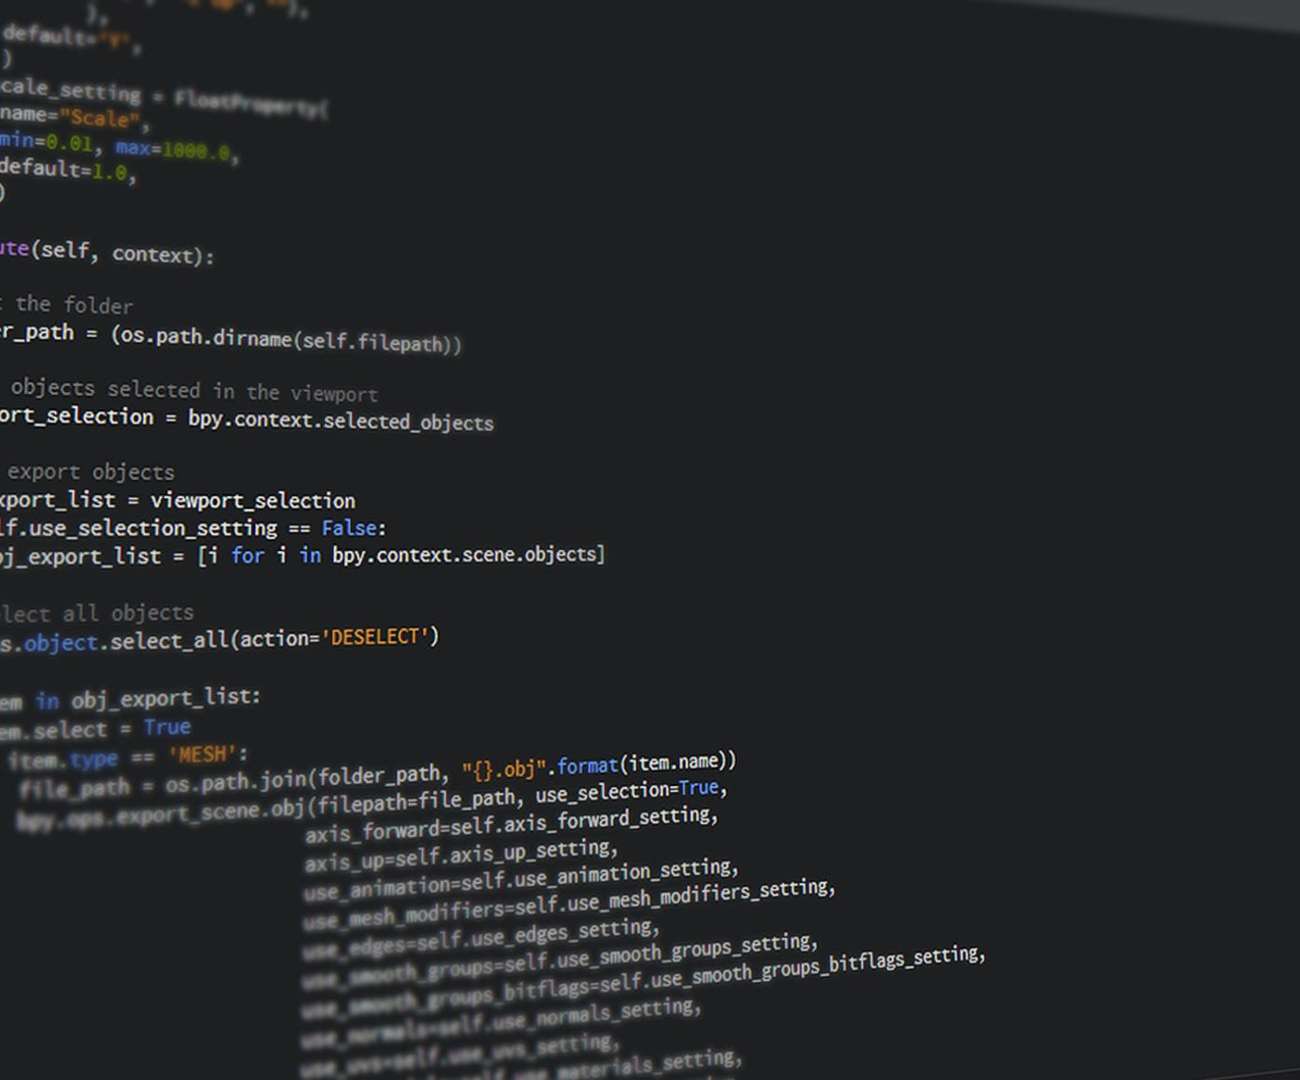 ),
default='Y',
)
cale_setting = FloatProperty(
name="Scale",
min=0.01, max=1000.0,
default=1.0,
)
ute(self, context):
t the folder
er_path = (os.path.dirname(self.filepath))
objects selected in the viewport
ort_selection = bpy.context.selected_objects
export objects
xport_list = viewport_selection
lf.use_selection_setting == False:
bj_export_list = [i for i in bpy.context.scene.objects]
elect all objects
s.object.select_all(action='DESELECT')
em in obj_export_list:
em.select = True
item.type == 'MESH':
file_path = os.path.join(folder_path, "{}.obj".format(item.name))
bpy.ops.export_scene.obj(filepath=file_path, use_selection=True,
axis_forward=self.axis_forward_setting,
axis_up=self.axis_up_setting,
use_animation=self.use_animation_setting,
use_mesh_modifiers=self.use_mesh_modifiers_setting,
use_edges=self.use_edges_setting,
use_smooth_groups=self.use_smooth_groups_setting,
use_smooth_groups_bitflags=self.use_smooth_groups_bitflags_setting,
use_normals=self.use_normals_setting,
use_uvs=self.use_uvs_setting,
materials_setting,